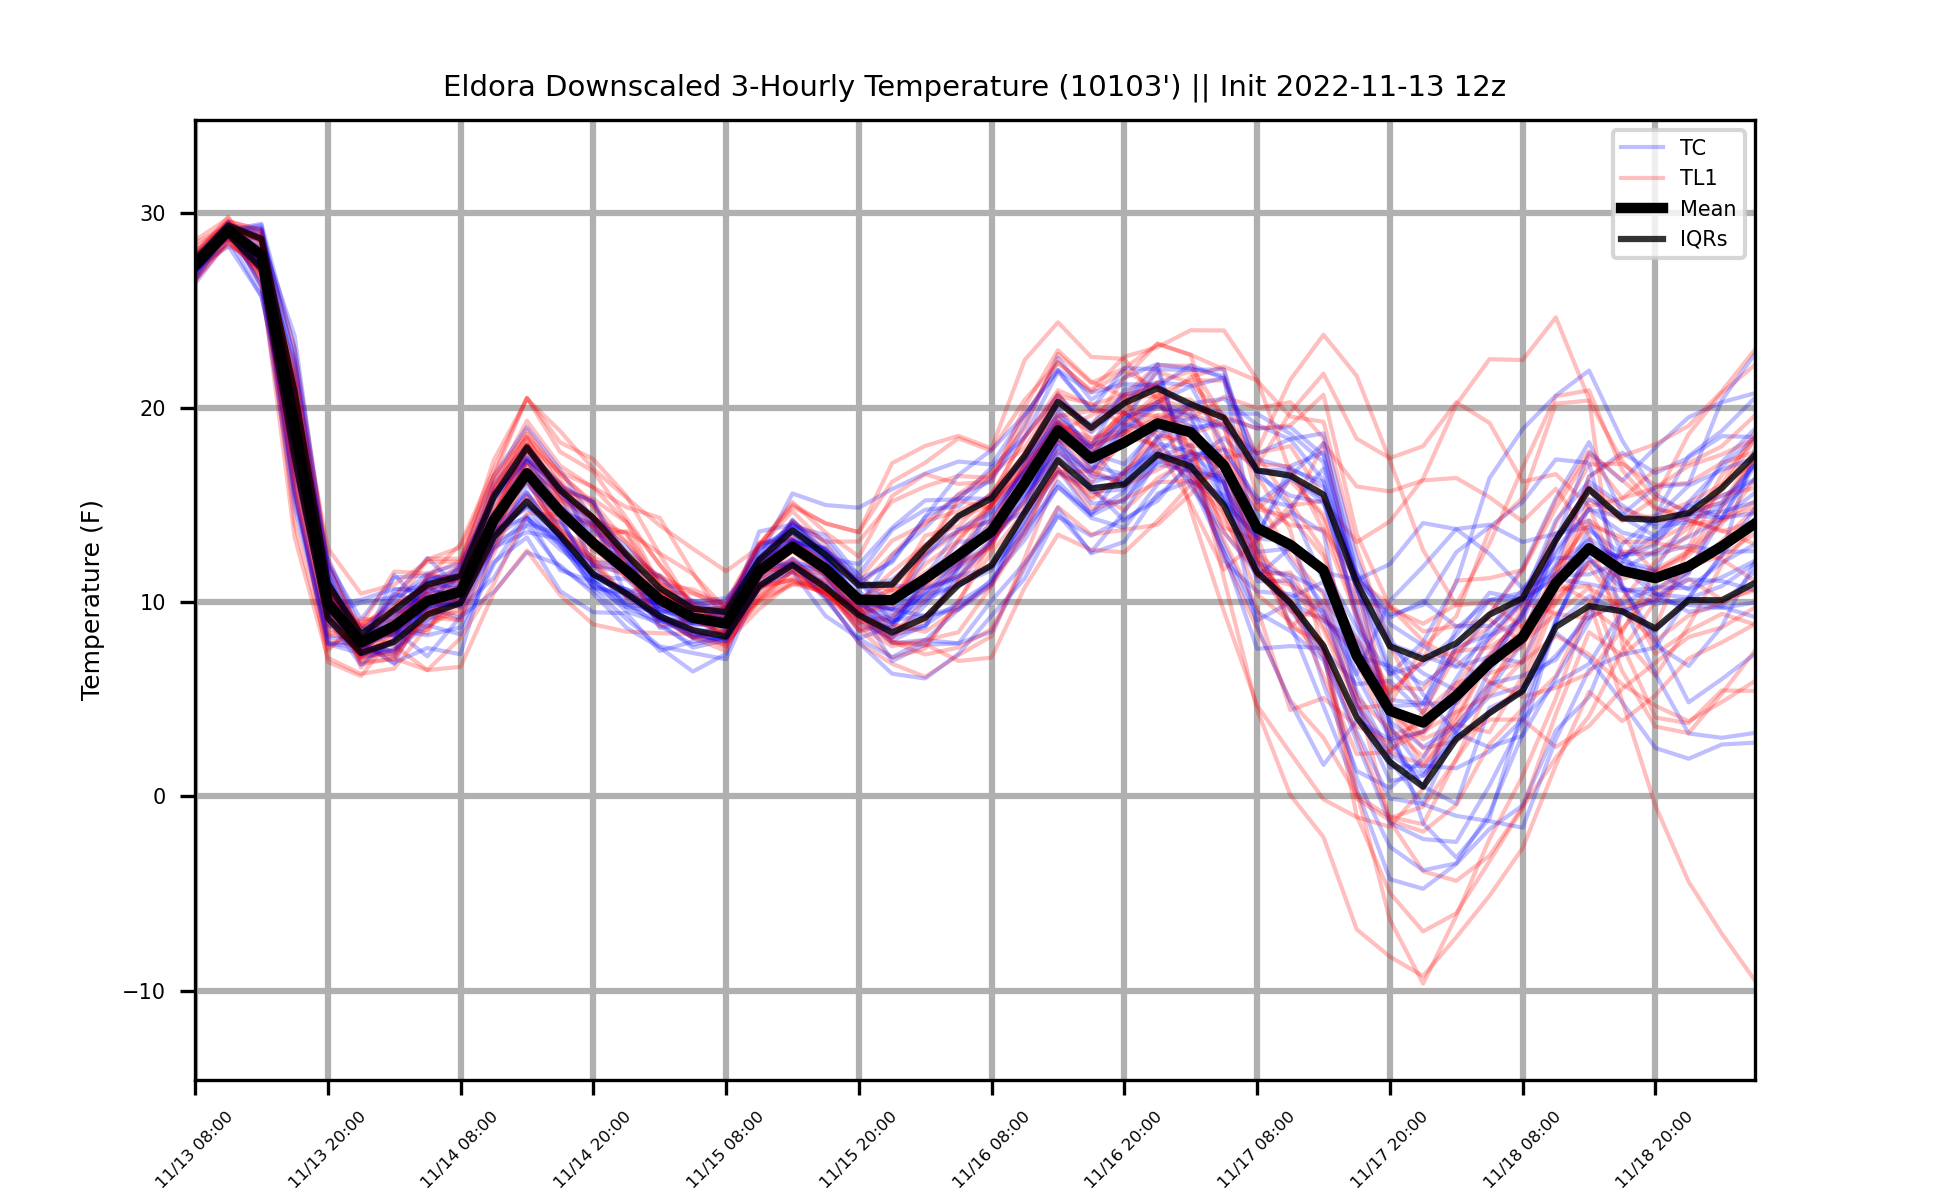 Eldora Downscaled 3-Hourly Temperature (10103') || Init 2022-11-13 12z
TC
TL1
Mean
IQRs
Temperature (F)
30
20
10
0
−10
11/13 08:00
11/13 20:00
11/14 08:00
11/14 20:00
11/15 08:00
11/15 20:00
11/16 08:00
11/16 20:00
11/17 08:00
11/17 20:00
11/18 08:00
11/18 20:00